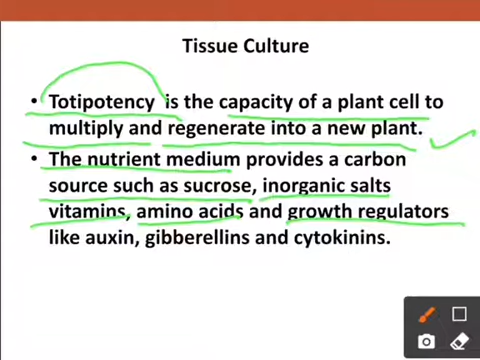 Tissue Culture
• Totipotency is the capacity of a plant cell to
multiply and regenerate into a new plant.
• The nutrient medium provides a carbon
source such as sucrose, inorganic salts
vitamins, amino acids and growth regulators
like auxin, gibberellins and cytokinins.